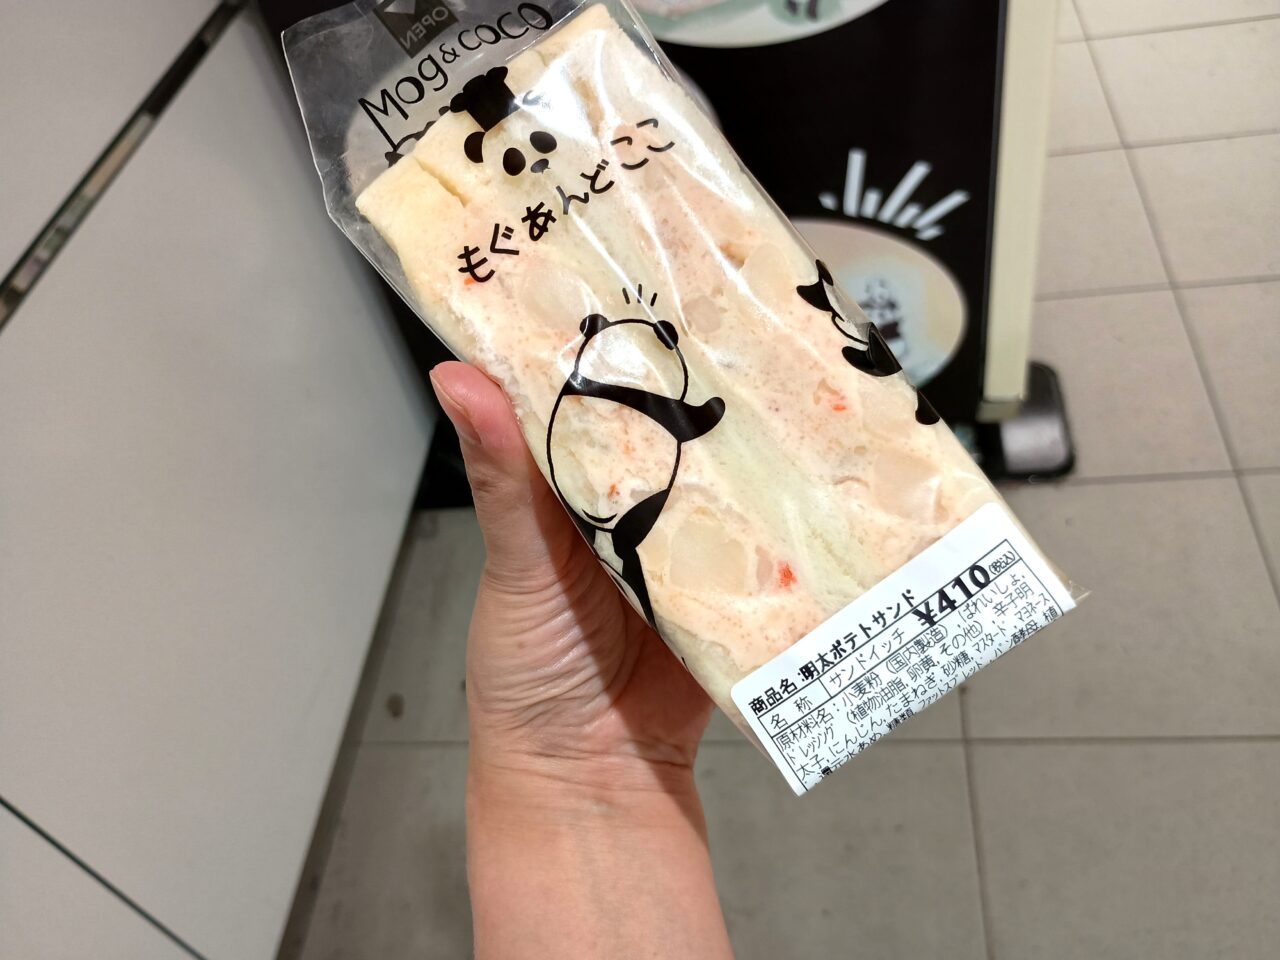 OPEN
Mog & COCO
もぐあんどここ
商品名:明太ポテトサンド
¥410(税込)
名 称 サンドイッチ
原材料名:小麦粉(国内製造)、ばれいしょ、
ドレッシング(植物油脂、卵黄、その他)、辛子明
太子、にんじん、たまねぎ、砂糖、マスタード、マヨネーズ